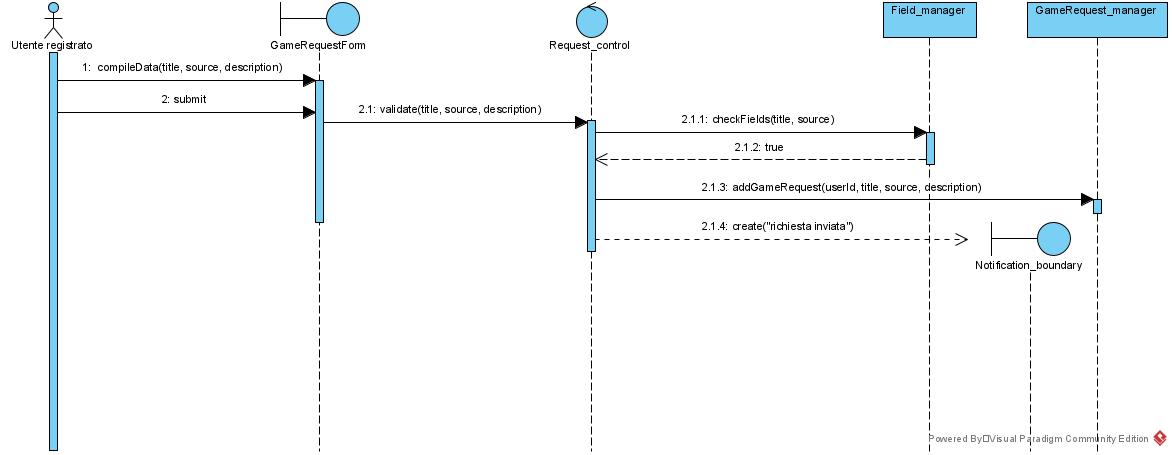 Utente registrato
GameRequestForm
Request_control
Field_manager
GameRequest_manager
1: compileData(title, source, description)
2: submit
2.1: validate(title, source, description)
2.1.1: checkFields(title, source)
2.1.2: true
2.1.3: addGameRequest(userId, title, source, description)
2.1.4: create("richiesta inviata")
Notification_boundary
Powered By□Visual Paradigm Community Edition